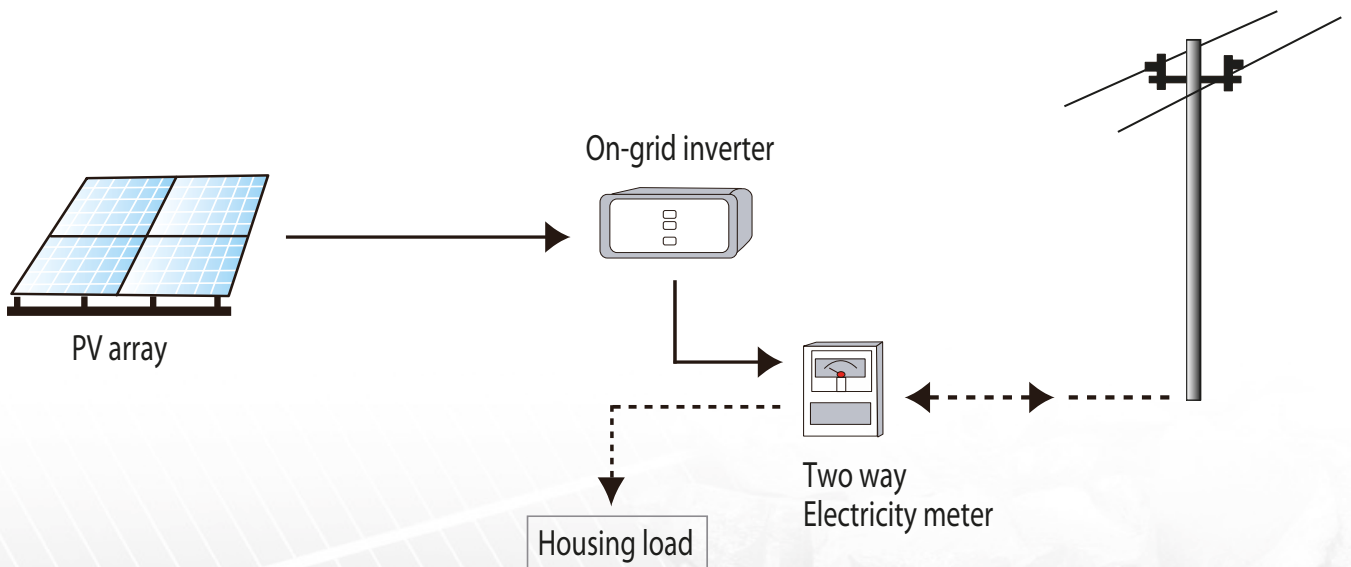 On-grid inverter
PV array
Two way
Electricity meter
Housing load